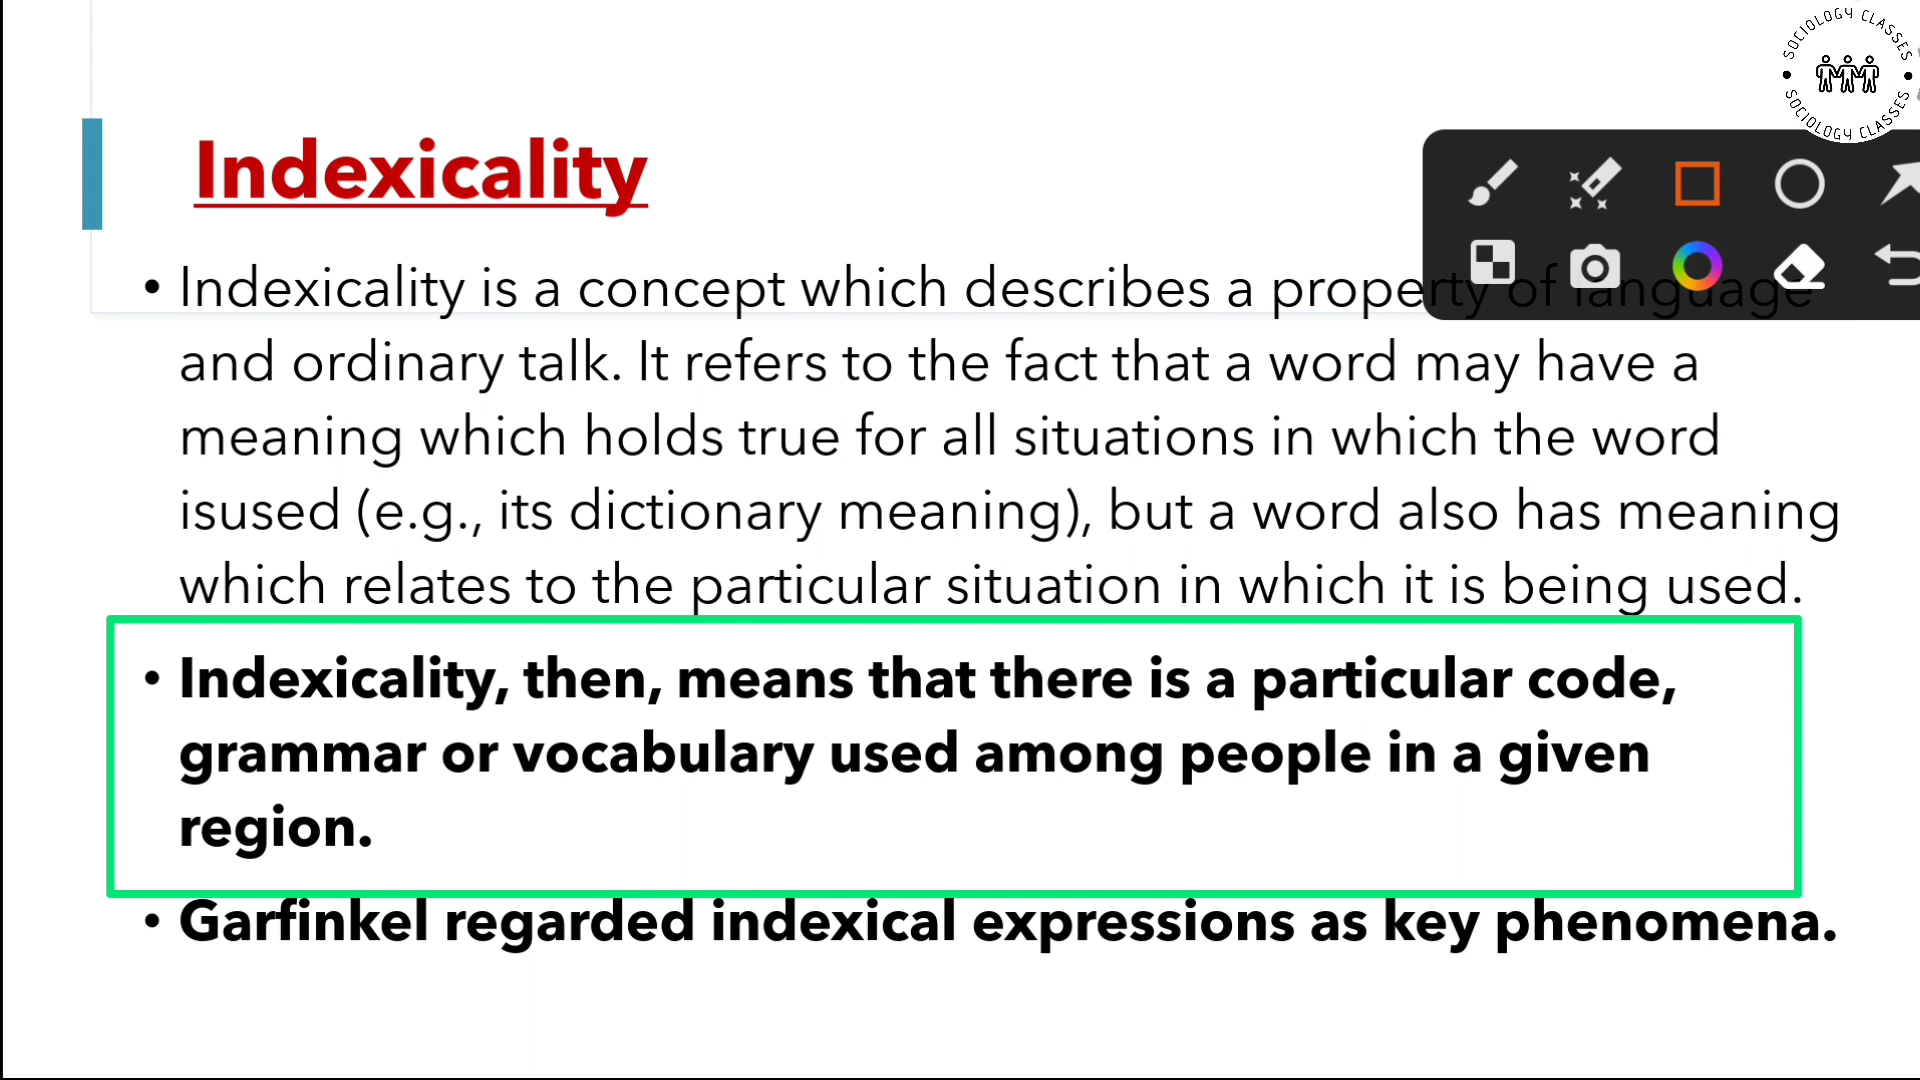 SOCIOLOGY CLASSES
SOCIOLOGY CLASSES
Indexicality
• Indexicality is a concept which describes a property of language
and ordinary talk. It refers to the fact that a word may have a
meaning which holds true for all situations in which the word
isused (e.g., its dictionary meaning), but a word also has meaning
which relates to the particular situation in which it is being used.
• Indexicality, then, means that there is a particular code,
grammar or vocabulary used among people in a given
region.
• Garfinkel regarded indexical expressions as key phenomena.